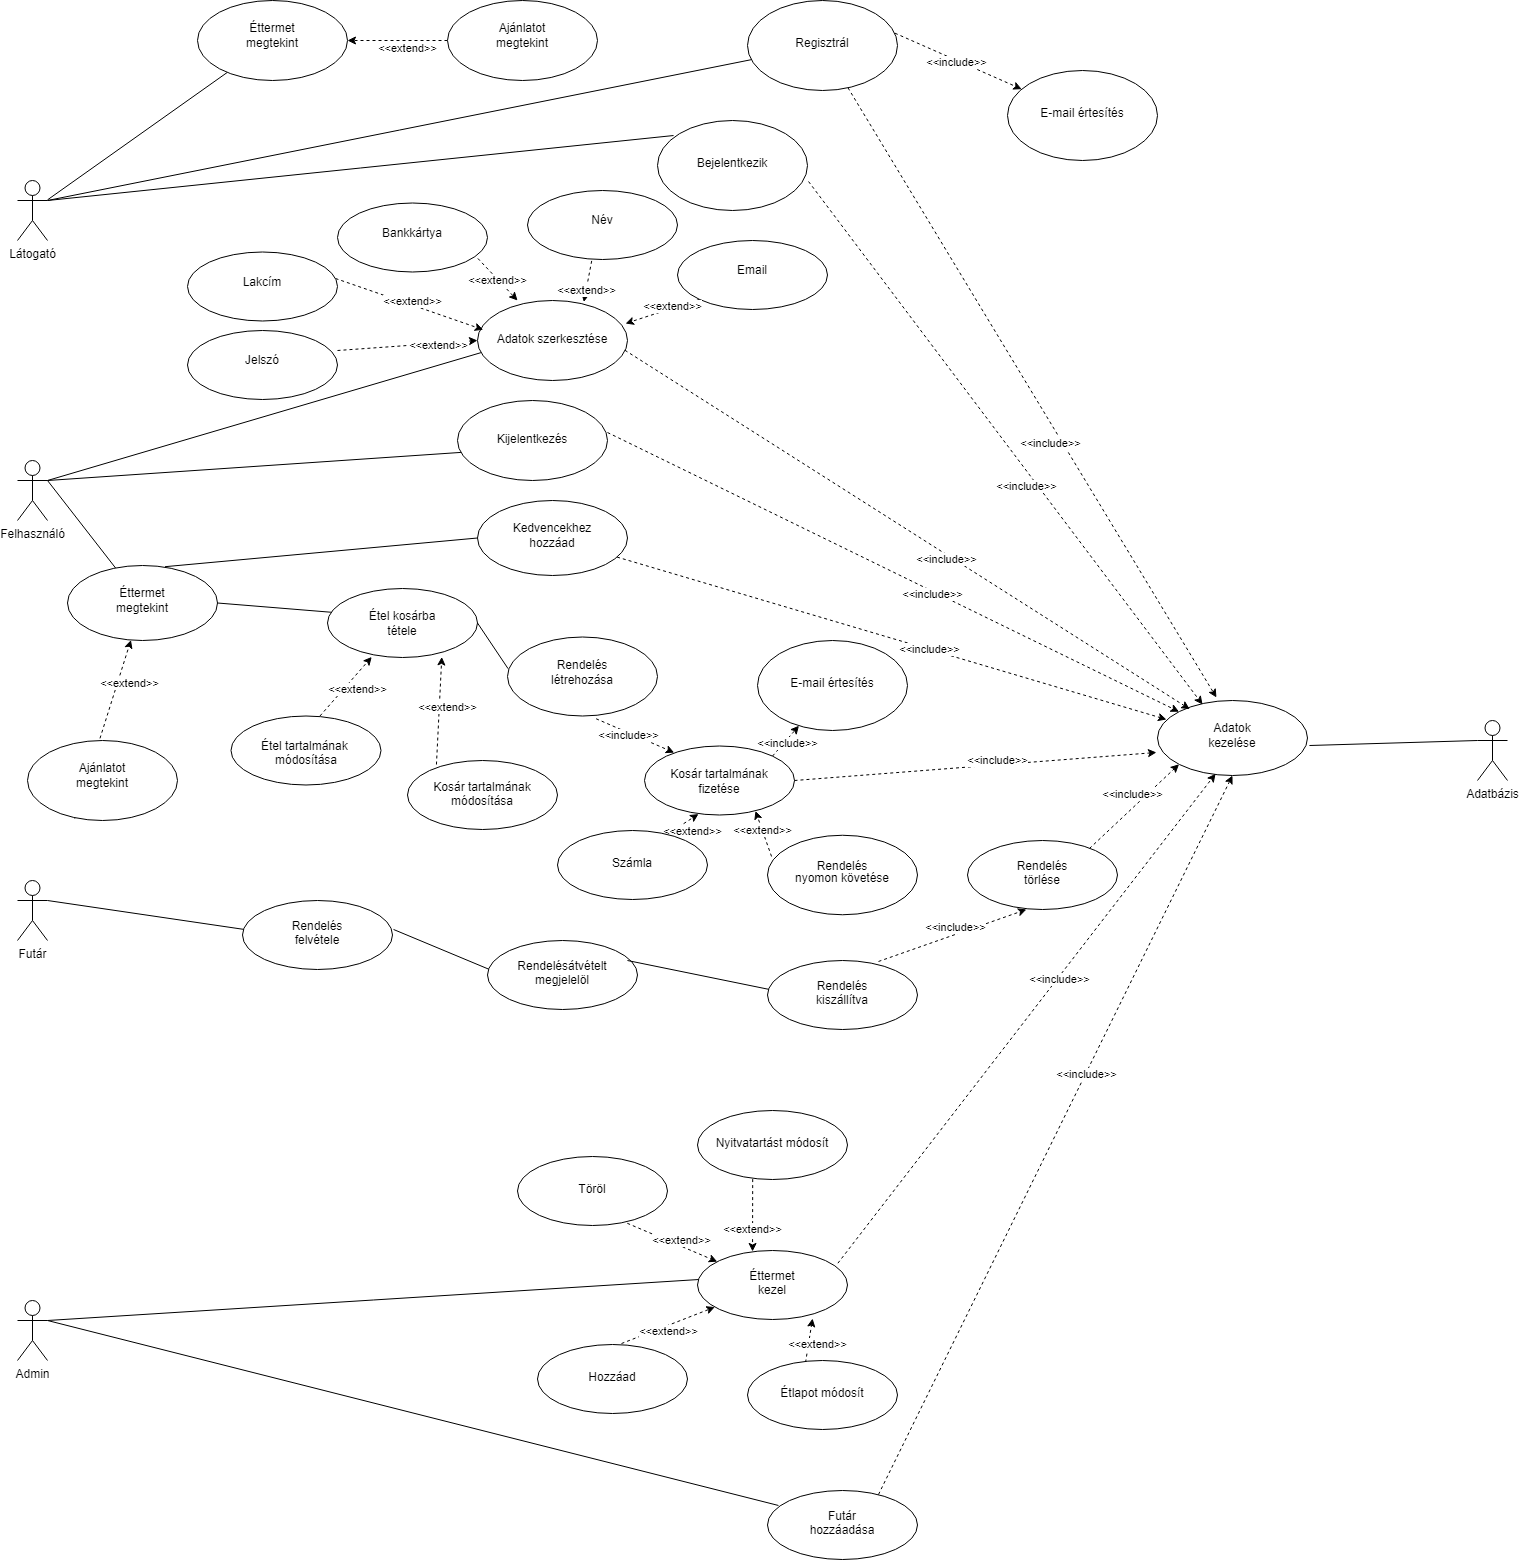 Éttermet
megtekint
<<extend>>
Ajánlatot
megtekint
Regisztrál
<<include>>
E-mail értesítés
Bejelentkezik
Látogató
Bankkártya
Név
Lakcím
Email
<<extend>>
<<extend>>
<<extend>>
<<extend>>
Adatok szerkesztése
<<extend>>
Jelszó
Kijelentkezés
<<include>>
<<include>>
Felhasználó
Kedvencekhez
hozzáad
<<include>>
<<include>>
Éttermet
megtekint
Étel kosárba
tétele
<<include>>
Rendelés
létrehozása
<<extend>>
<<extend>>
<<extend>>
E-mail értesítés
<<include>>
<<include>>
Adatok
kezelése
Ajánlatot
megtekint
Étel tartalmának
módosítása
Kosár tartalmának
módosítása
Kosár tartalmának
fizetése
<<include>>
<<include>>
Adatbázis
<<extend>>
<<extend>>
Számla
Rendelés
nyomon követése
Rendelés
törlése
<<include>>
Futár
Rendelés
felvétele
Rendelésátvételt
megjelelöl
Rendelés
kiszállítva
<<include>>
<<include>>
Nyitvatartást módosít
Töröl
<<extend>>
<<extend>>
Éttermet
kezel
<<extend>>
<<extend>>
Admin
Hozzáad
Étlapot módosít
Futár
hozzáadása